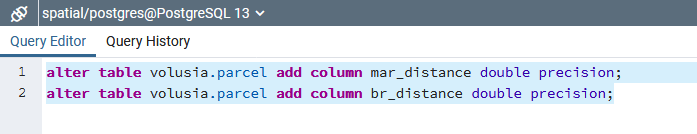 spatial/postgres@PostgreSQL 13
Query Editor Query History
1 alter table volusia.parcel add column mar_distance double precision;
2 alter table volusia.parcel add column br_distance double precision;